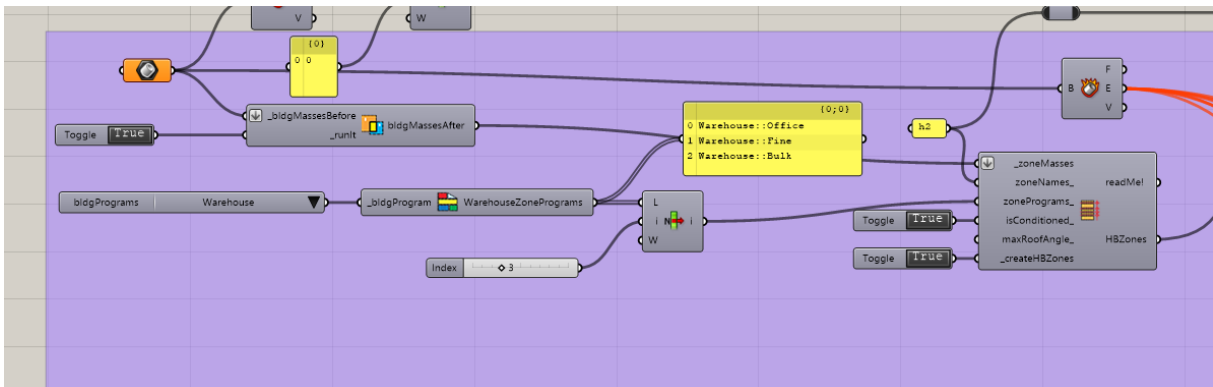 V
W
{0}
0 0
F
B E
V
_bldgMassesBefore
_runIt
bldgMassesAfter
Toggle True
{0;0}
0 Warehouse::Office
1 Warehouse::Fine
2 Warehouse::Bulk
h2
_zoneMasses
zoneNames_
zonePrograms_
isConditioned_
maxRoofAngle_
_createHBZones
readMe!
HBZones
bldgPrograms Warehouse
_bldgProgram WarehouseZonePrograms
L
i N i
W
Toggle True
Index 3
Toggle True